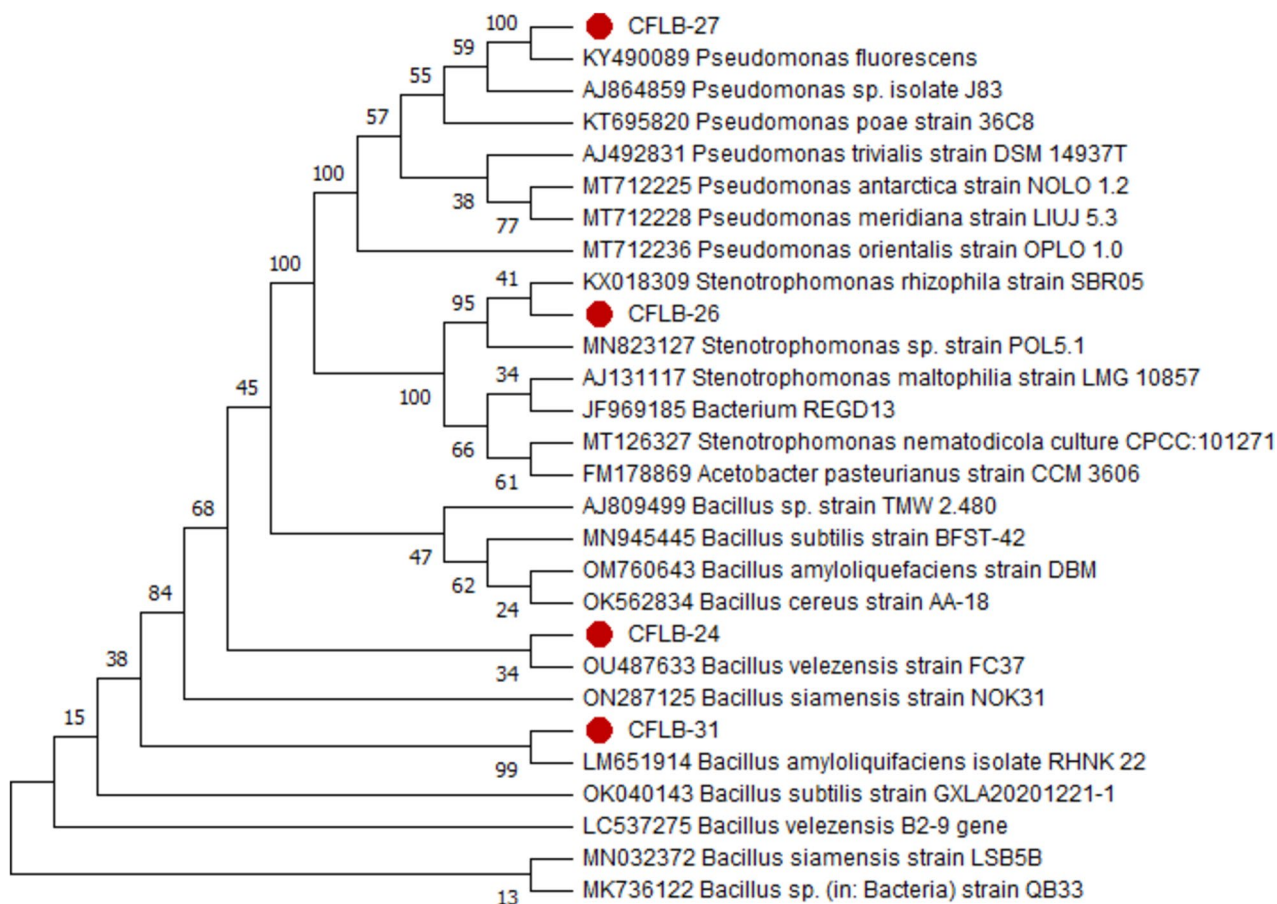 100 CFLB-27
59 KY490089 Pseudomonas fluorescens
55 AJ864859 Pseudomonas sp. isolate J83
57 KT695820 Pseudomonas poae strain 36C8
AJ492831 Pseudomonas trivialis strain DSM 14937T
100 MT712225 Pseudomonas antarctica strain NOLO 1.2
38
77 MT712228 Pseudomonas meridiana strain LIUJ 5.3
MT712236 Pseudomonas orientalis strain OPLO 1.0
100
41 KX018309 Stenotrophomonas rhizophila strain SBR05
95 CFLB-26
MN823127 Stenotrophomonas sp. strain POL5.1
45 100 34 AJ131117 Stenotrophomonas maltophilia strain LMG 10857
JF969185 Bacterium REGD13
66 MT126327 Stenotrophomonas nematodicola culture CPCC:101271
61 FM178869 Acetobacter pasteurianus strain CCM 3606
68 AJ809499 Bacillus sp. strain TMW 2.480
47 MN945445 Bacillus subtilis strain BFST-42
62 OM760643 Bacillus amyloliquefaciens strain DBM
84 24 OK562834 Bacillus cereus strain AA-18
CFLB-24
38 34 OU487633 Bacillus velezensis strain FC37
ON287125 Bacillus siamensis strain NOK31
15 CFLB-31
99 LM651914 Bacillus amyloliquifaciens isolate RHNK 22
OK040143 Bacillus subtilis strain GXLA20201221-1
LC537275 Bacillus velezensis B2-9 gene
MN032372 Bacillus siamensis strain LSB5B
13 MK736122 Bacillus sp. (in: Bacteria) strain QB33